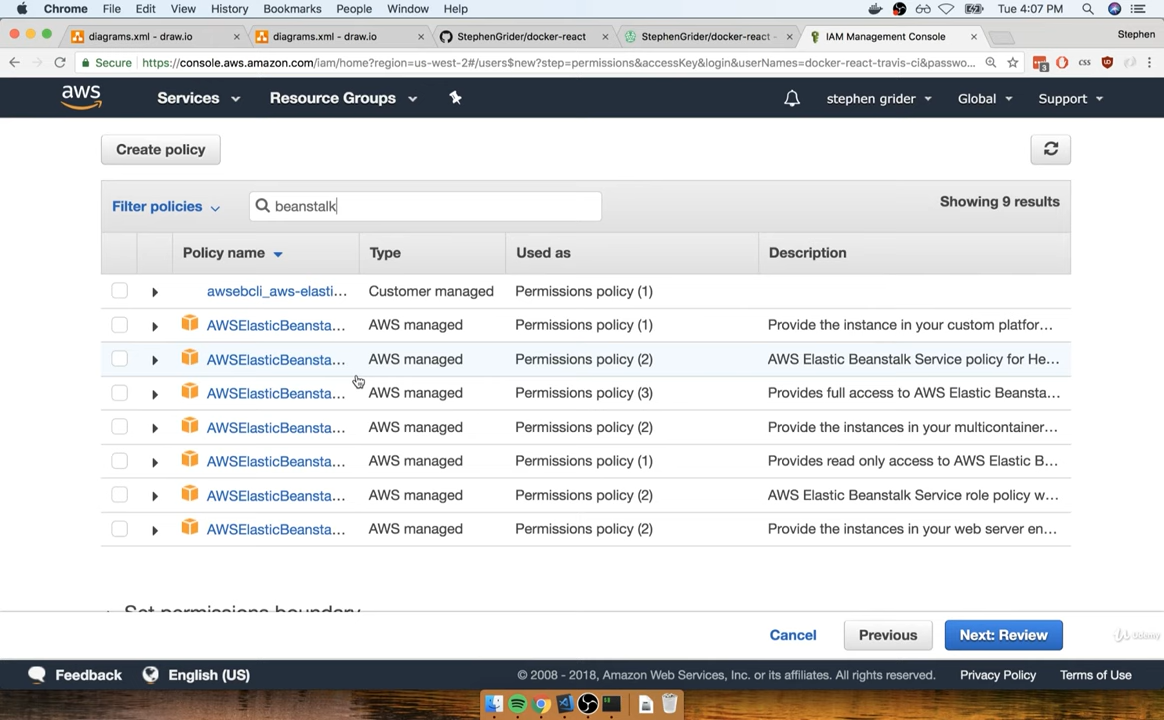 Chrome File Edit View History Bookmarks People Window Help Tue 4:07 PM
diagrams.xml - draw.io diagrams.xml - draw.io StephenGrider/docker-react StephenGrider/docker-react - IAM Management Console Stephen
Secure https://console.aws.amazon.com/iam/home?region=us-west-2#/users$new?step=permissions&accessKey&login&userNames=docker-react-travis-ci&passwo... 3 css
aws Services Resource Groups stephen grider Global Support
Create policy
Filter policies beanstalk Showing 9 results
Policy name Type Used as Description
awsebcli_aws-elasti... Customer managed Permissions policy (1)
AWSElasticBeansta... AWS managed Permissions policy (1) Provide the instance in your custom platfor...
AWSElasticBeansta... AWS managed Permissions policy (2) AWS Elastic Beanstalk Service policy for He...
AWSElasticBeansta... AWS managed Permissions policy (3) Provides full access to AWS Elastic Beansta...
AWSElasticBeansta... AWS managed Permissions policy (2) Provide the instances in your multicontainer...
AWSElasticBeansta... AWS managed Permissions policy (1) Provides read only access to AWS Elastic B...
AWSElasticBeansta... AWS managed Permissions policy (2) AWS Elastic Beanstalk Service role policy w...
AWSElasticBeansta... AWS managed Permissions policy (2) Provide the instances in your web server en...
Set permissions boundary
Cancel Previous Next: Review Udemy
Feedback English (US) © 2008 - 2018, Amazon Web Services, Inc. or its affiliates. All rights reserved. Privacy Policy Terms of Use